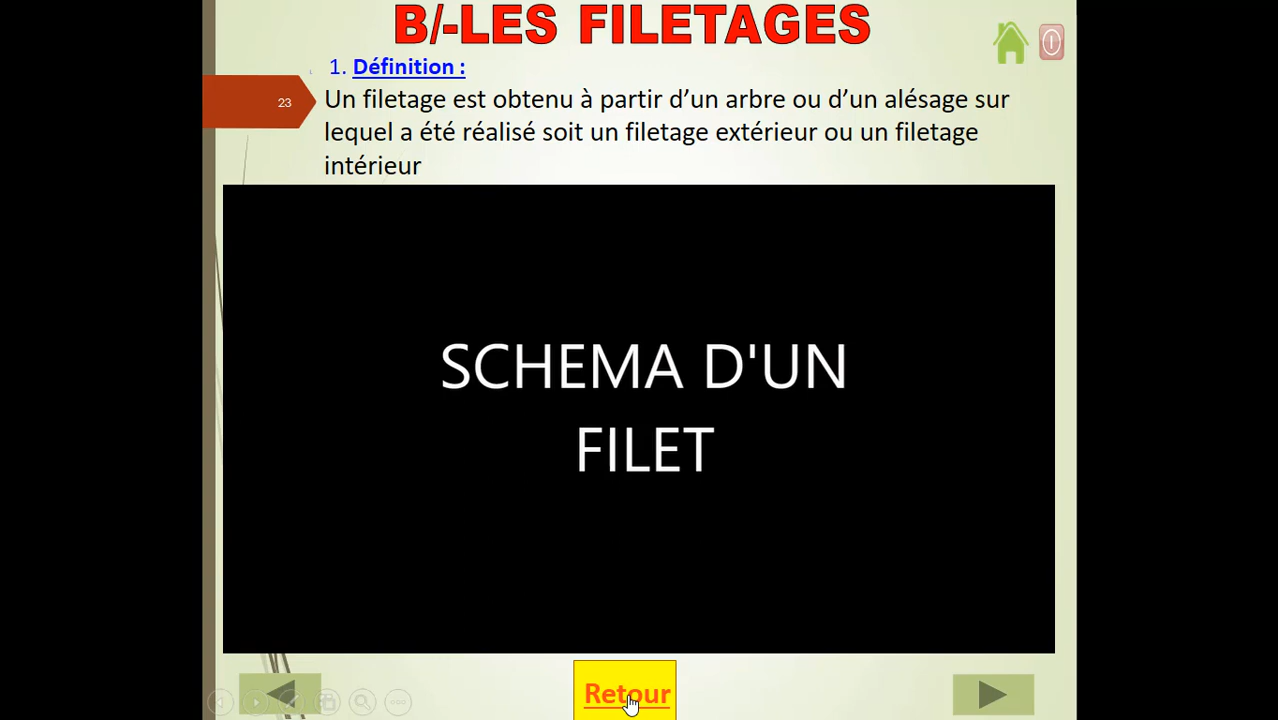 B/-LES FILETAGES
1. Définition :
23
Un filetage est obtenu à partir d’un arbre ou d’un alésage sur
lequel a été réalisé soit un filetage extérieur ou un filetage
intérieur
SCHEMA D'UN
FILET
Retour